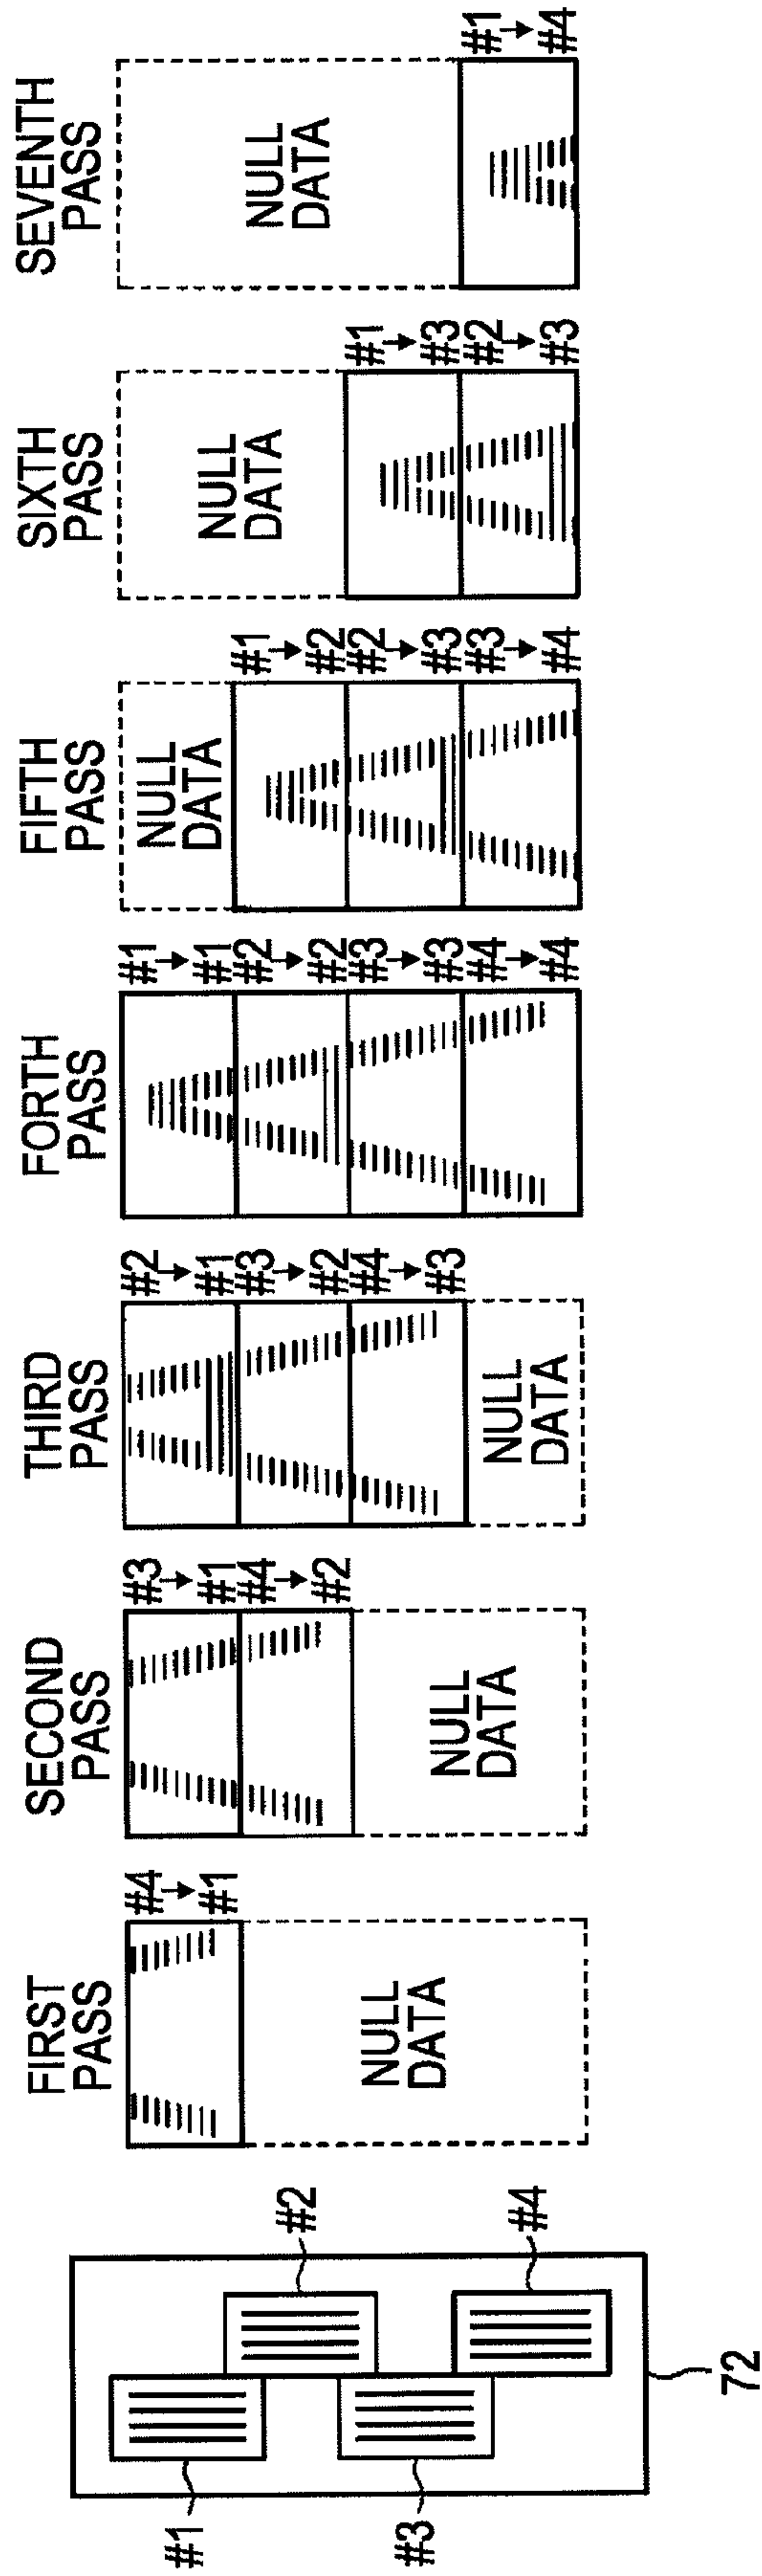 #1
#2
#3
#4
72
FIRST
PASS
#4
#1
NULL
DATA
SECOND
PASS
#3
#1
#4
#2
NULL
DATA
THIRD
PASS
#2
#1
#3
#2
#4
#3
NULL
DATA
FORTH
PASS
#1
#1
#2
#2
#3
#3
#4
#4
FIFTH
PASS
NULL
DATA
#1
#2
#2
#3
#3
#4
SIXTH
PASS
NULL
DATA
#1
#3
#2
#3
SEVENTH
PASS
NULL
DATA
#1
#4